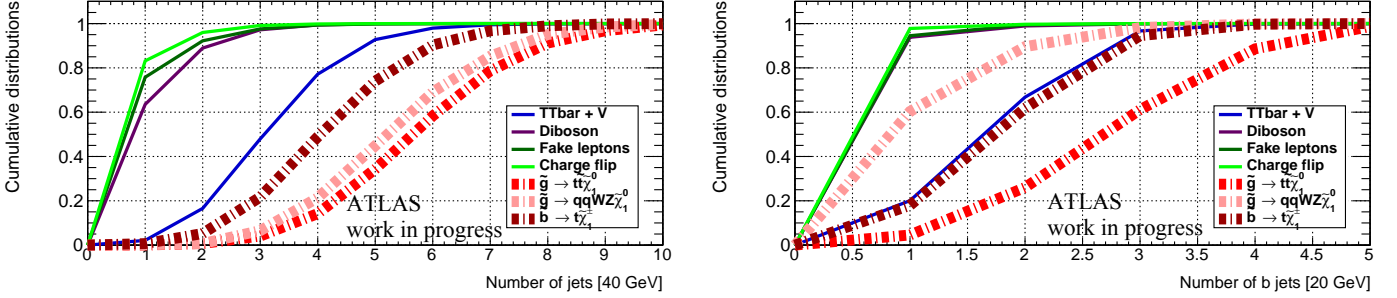 Cumulative distributions
1
0.8
0.6
0.4
0.2
0
0 1 2 3 4 5 6 7 8 9 10
Number of jets [40 GeV]
TTbar + V
Diboson
Fake leptons
Charge flip
g̃ → tt̄χ̃₁⁰
g̃ → qqWZχ̃₁⁰
b̃ → tχ̃₁±
ATLAS
work in progress
Cumulative distributions
1
0.8
0.6
0.4
0.2
0
0 0.5 1 1.5 2 2.5 3 3.5 4 4.5 5
Number of b jets [20 GeV]
TTbar + V
Diboson
Fake leptons
Charge flip
g̃ → tt̄χ̃₁⁰
g̃ → qqWZχ̃₁⁰
b̃ → tχ̃₁±
ATLAS
work in progress